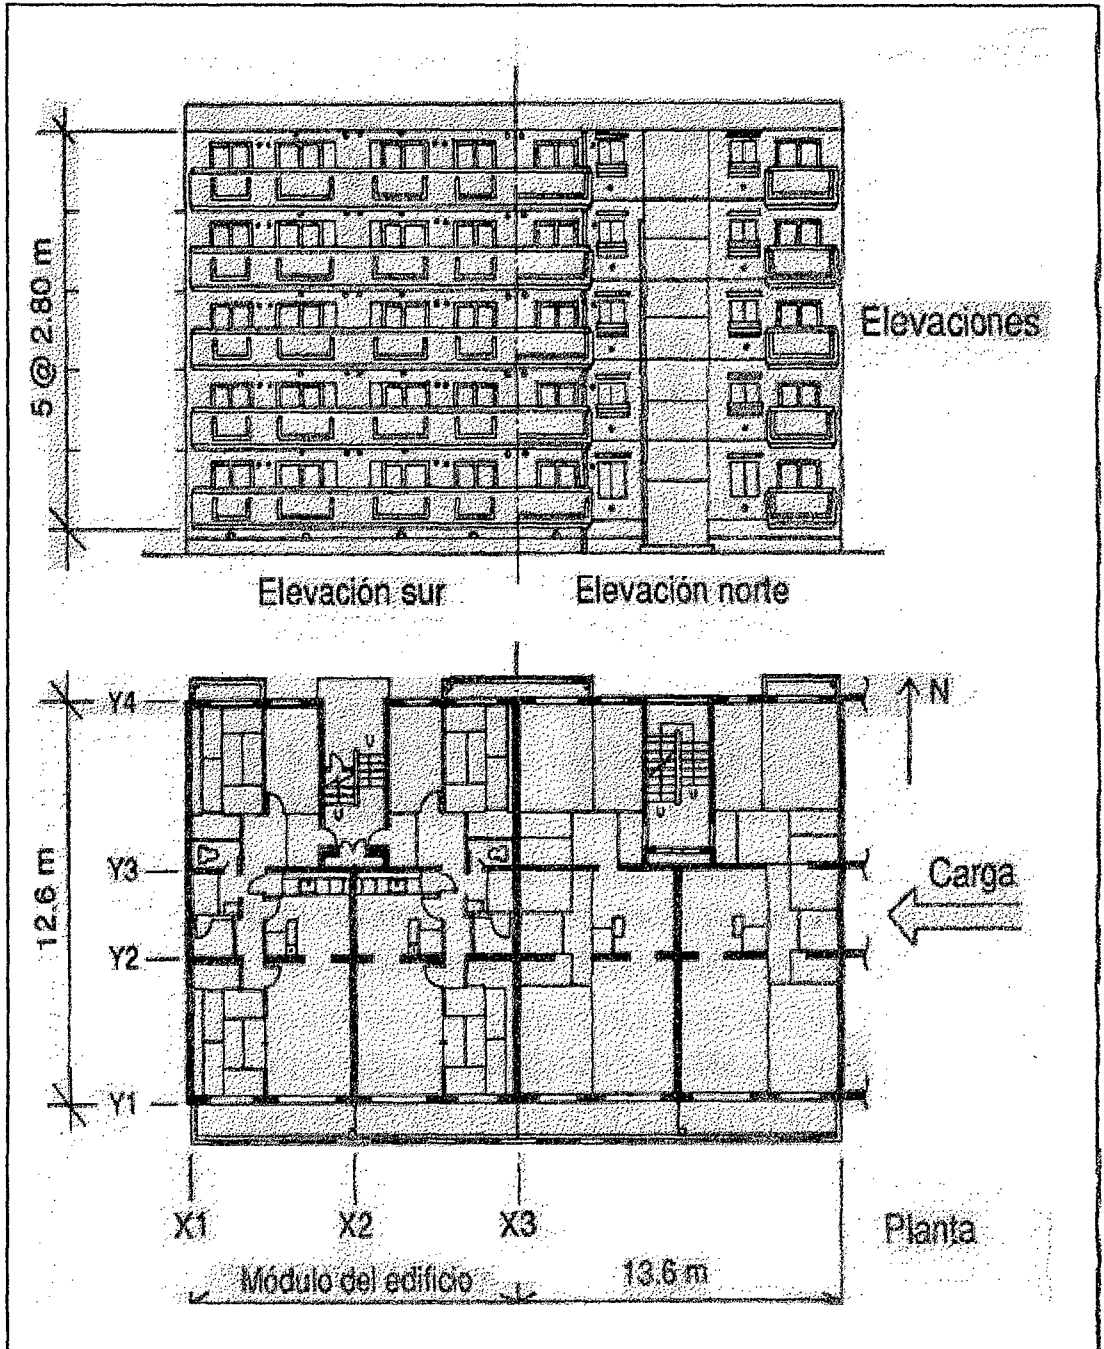 5 @ 2.80 m
Elevaciones
Elevación sur
Elevación norte
Y4
N
U
U
U
U
U
Y3
Carga
12.6 m
Y2
Y1
X1
X2
X3
Planta
Módulo del edificio
13.6 m